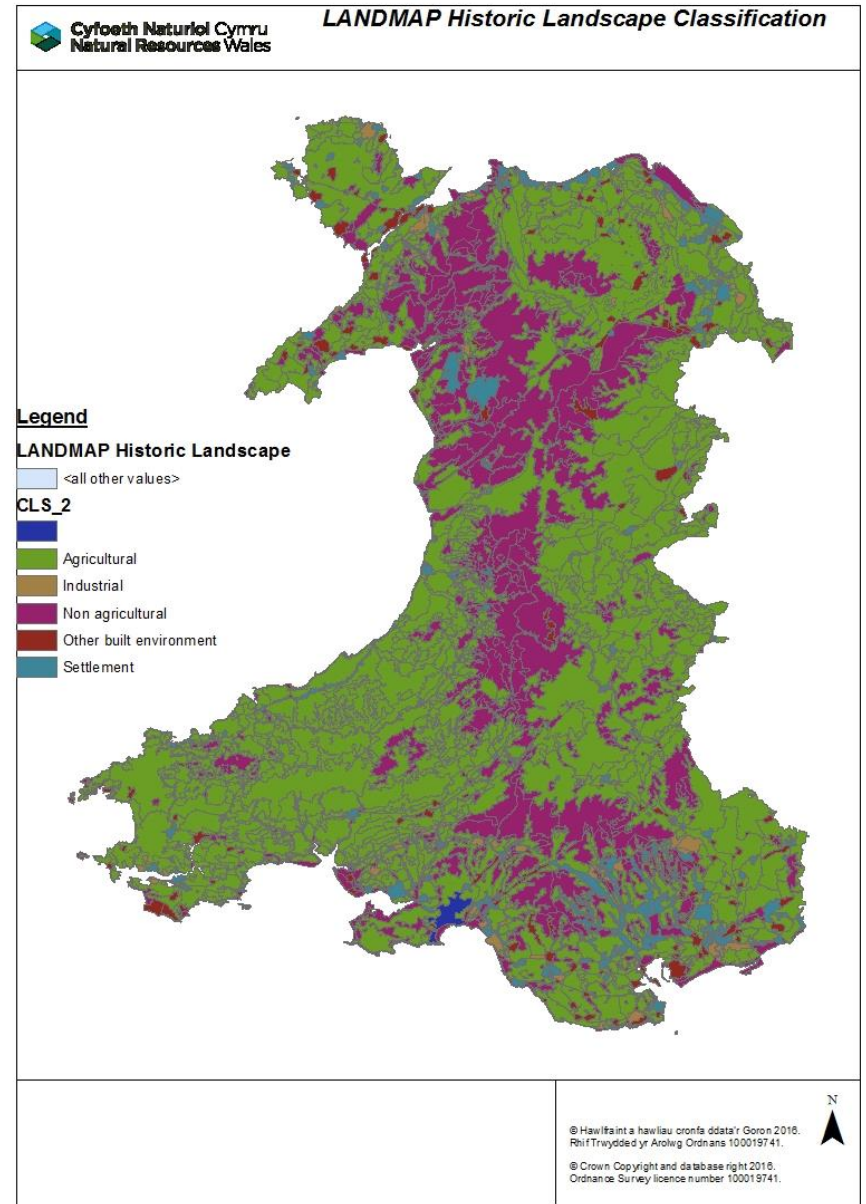 LANDMAP Historic Landscape Classification
Cyfoeth Naturiol Cymru
Natural Resources Wales
Legend
LANDMAP Historic Landscape
<all other values>
CLS_2
Agricultural
Industrial
Non agricultural
Other built environment
Settlement
N
© Hawlfraint a hawliau cronfa ddata'r Goron 2016.
Rhif Trwydded yr Arolwg Ordnans 100019741.
© Crown Copyright and database right 2016.
Ordnance Survey licence number 100019741.